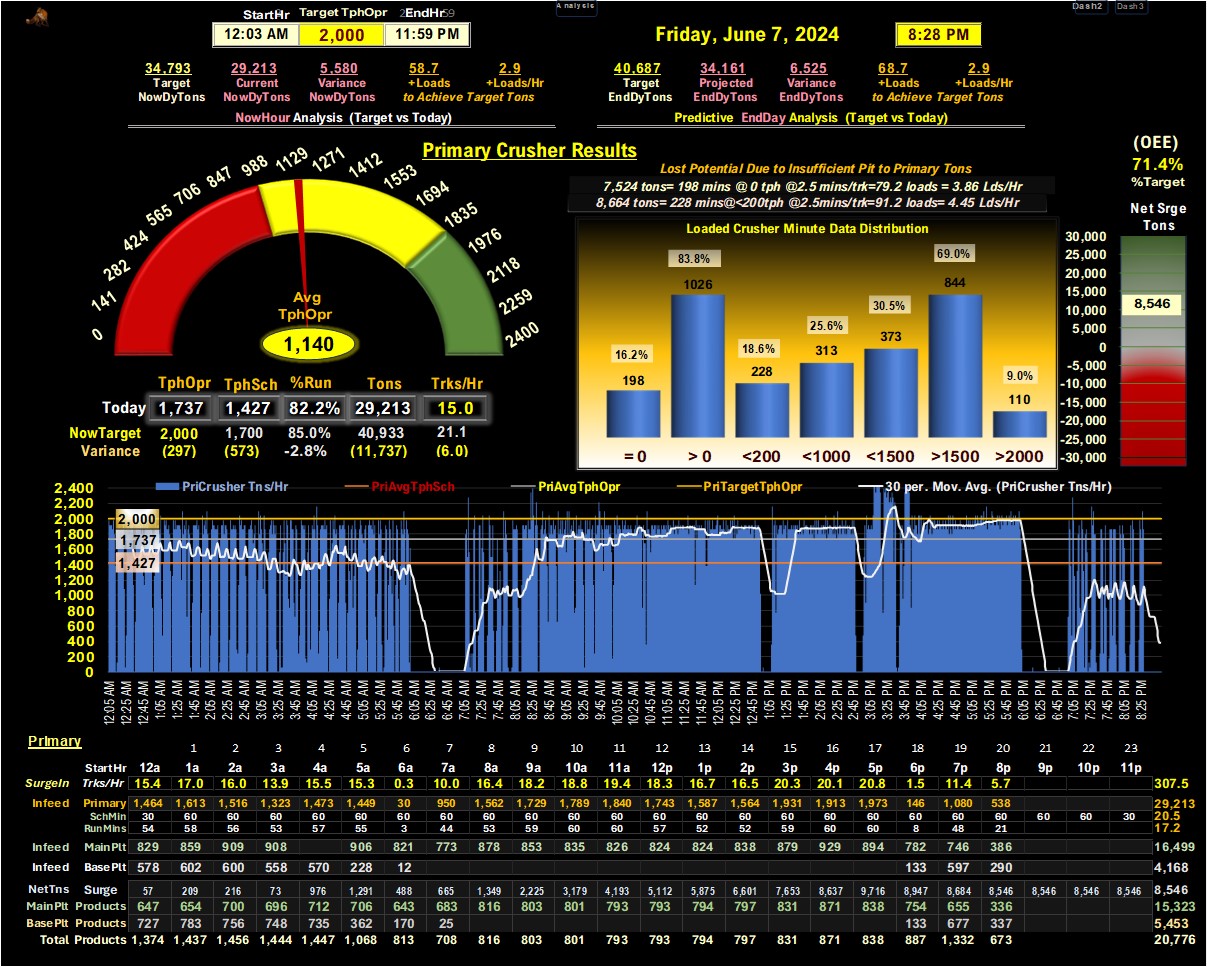 Analysis
Dash2 Dash3
StartHr Target TphOpr EndHr
12:03 AM 2,000 11:59 PM
Friday, June 7, 2024 8:28 PM
34,793 29,213 5,580 58.7 2.9
Target Current Variance +Loads +Loads/Hr
NowDyTons NowDyTons NowDyTons to Achieve Target Tons
NowHour Analysis (Target vs Today)
40,687 34,161 6,525 68.7 2.9
Target Projected Variance +Loads +Loads/Hr
EndDyTons EndDyTons EndDyTons to Achieve Target Tons
Predictive EndDay Analysis (Target vs Today)
Primary Crusher Results
0 141 282 424 565 706 847 988 1129 1271 1412 1553 1694 1835 1976 2118 2259 2400
Avg
TphOpr
1,140
TphOpr TphSch %Run Tons Trks/Hr
Today 1,737 1,427 82.2% 29,213 15.0
NowTarget 2,000 1,700 85.0% 40,933 21.1
Variance (297) (573) -2.8% (11,737) (6.0)
Lost Potential Due to Insufficient Pit to Primary Tons
7,524 tons= 198 mins @ 0 tph @2.5 mins/trk=79.2 loads = 3.86 Lds/Hr
8,664 tons= 228 mins@<200tph @2.5mins/trk=91.2 loads= 4.45 Lds/Hr
Loaded Crusher Minute Data Distribution
16.2% 83.8% 18.6% 25.6% 30.5% 69.0% 9.0%
198 1026 228 313 373 844 110
= 0 > 0 <200 <1000 <1500 >1500 >2000
(OEE)
71.4%
%Target
Net Srge
Tons
30,000
25,000
20,000
15,000
10,000
5,000
0
-5,000
-10,000
-15,000
-20,000
-25,000
-30,000
8,546
PriCrusher Tns/Hr PriAvgTphSch PriAvgTphOpr PriTargetTphOpr 30 per. Mov. Avg. (PriCrusher Tns/Hr)
2,400
2,200
2,000
1,800
1,600
1,400
1,200
1,000
800
600
400
200
0
2,000
1,737
1,427
12:05 AM 12:25 AM 12:45 AM 1:05 AM 1:25 AM 1:45 AM 2:05 AM 2:25 AM 2:45 AM 3:05 AM 3:25 AM 3:45 AM 4:05 AM 4:25 AM 4:45 AM 5:05 AM 5:25 AM 5:45 AM 6:05 AM 6:25 AM 6:45 AM 7:05 AM 7:25 AM 7:45 AM 8:05 AM 8:25 AM 8:45 AM 9:05 AM 9:25 AM 9:45 AM 10:05 AM 10:25 AM 10:45 AM 11:05 AM 11:25 AM 11:45 AM 12:05 PM 12:25 PM 12:45 PM 1:05 PM 1:25 PM 1:45 PM 2:05 PM 2:25 PM 2:45 PM 3:05 PM 3:25 PM 3:45 PM 4:05 PM 4:25 PM 4:45 PM 5:05 PM 5:25 PM 5:45 PM 6:05 PM 6:25 PM 6:45 PM 7:05 PM 7:25 PM 7:45 PM 8:05 PM 8:25 PM
Primary
1 2 3 4 5 6 7 8 9 10 11 12 13 14 15 16 17 18 19 20 21 22 23
StartHr 12a 1a 2a 3a 4a 5a 6a 7a 8a 9a 10a 11a 12p 1p 2p 3p 4p 5p 6p 7p 8p 9p 10p 11p
SurgeIn Trks/Hr 15.4 17.0 16.0 13.9 15.5 15.3 0.3 10.0 16.4 18.2 18.8 19.4 18.3 16.7 16.5 20.3 20.1 20.8 1.5 11.4 5.7 307.5
Infeed Primary 1,464 1,613 1,516 1,323 1,473 1,449 30 950 1,562 1,729 1,789 1,840 1,743 1,587 1,564 1,931 1,913 1,973 146 1,080 538 29,213
SchMin 30 60 60 60 60 60 60 60 60 60 60 60 60 60 60 60 60 60 60 60 60 60 60 30 20.5
RunMins 54 58 56 53 57 55 3 44 53 59 60 60 57 52 52 59 60 60 8 48 21 17.2
Infeed MainPlt 829 859 909 908 906 821 773 878 853 835 826 824 824 838 879 929 894 782 746 386 16,499
Infeed BasePlt 578 602 600 558 570 228 12 133 597 290 4,168
NetTns Surge 57 209 216 73 976 1,291 488 665 1,349 2,225 3,179 4,193 5,112 5,875 6,601 7,653 8,637 9,716 8,947 8,684 8,546 8,546 8,546 8,546 8,546
MainPlt Products 647 654 700 696 712 706 643 683 816 803 801 793 793 794 797 831 871 838 754 655 336 15,323
BasePlt Products 727 783 756 748 735 362 170 25 133 677 337 5,453
Total Products 1,374 1,437 1,456 1,444 1,447 1,068 813 708 816 803 801 793 793 794 797 831 871 838 887 1,332 673 20,776